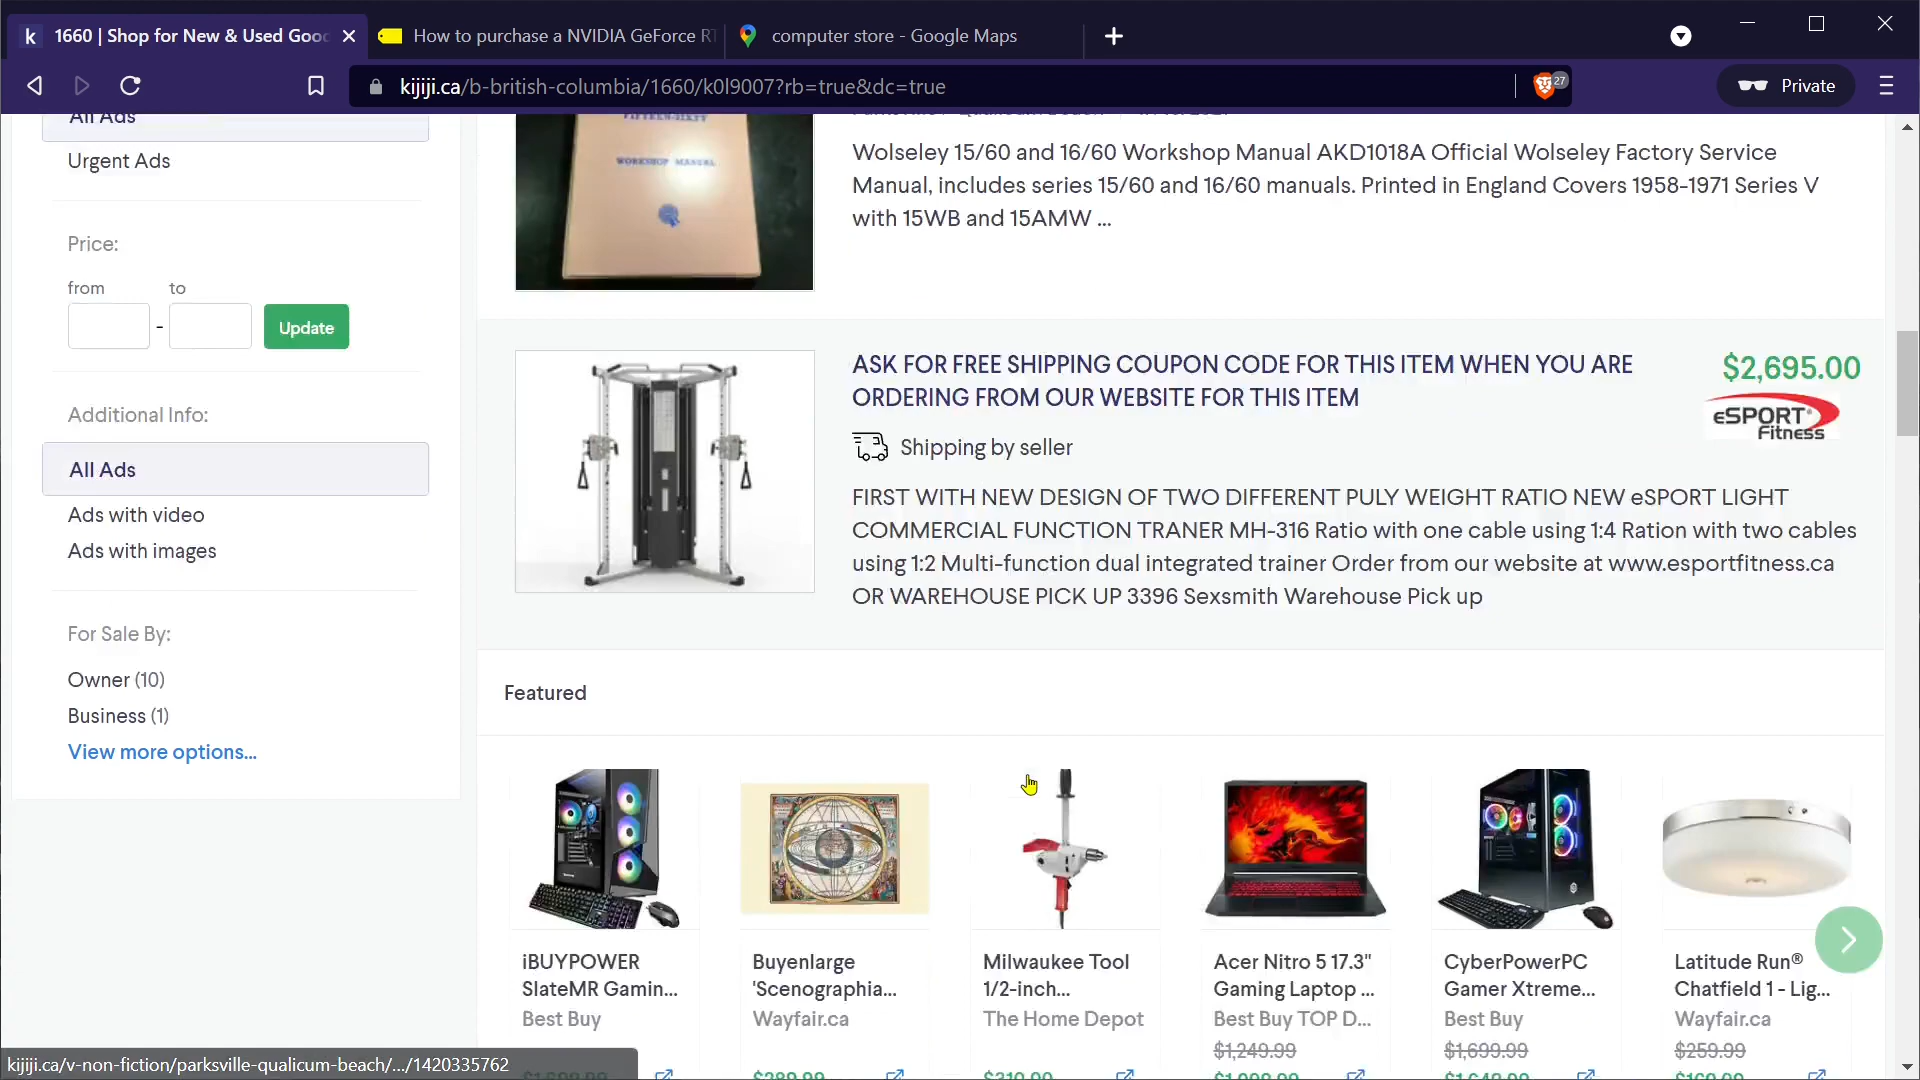 1660 | Shop for New & Used Goo
How to purchase a NVIDIA GeForce RT
computer store - Google Maps
kijiji.ca/b-british-columbia/1660/k0l9007?rb=true&dc=true
27
Private
All Ads
Urgent Ads
Price:
from
to
-
Update
Additional Info:
All Ads
Ads with video
Ads with images
For Sale By:
Owner (10)
Business (1)
View more options...
FIFTEEN-SIXTY
WORKSHOP MANUAL
Wolseley 15/60 and 16/60 Workshop Manual AKD1018A Official Wolseley Factory Service
Manual, includes series 15/60 and 16/60 manuals. Printed in England Covers 1958-1971 Series V
with 15WB and 15AMW ...
ASK FOR FREE SHIPPING COUPON CODE FOR THIS ITEM WHEN YOU ARE
ORDERING FROM OUR WEBSITE FOR THIS ITEM
$2,695.00
eSPORT
Fitness
Shipping by seller
FIRST WITH NEW DESIGN OF TWO DIFFERENT PULY WEIGHT RATIO NEW eSPORT LIGHT
COMMERCIAL FUNCTION TRANER MH-316 Ratio with one cable using 1:4 Ration with two cables
using 1:2 Multi-function dual integrated trainer Order from our website at www.esportfitness.ca
OR WAREHOUSE PICK UP 3396 Sexsmith Warehouse Pick up
Featured
iBUYPOWER
SlateMR Gamin...
Best Buy
Buyenlarge
'Scenographia...
Wayfair.ca
Milwaukee Tool
1/2-inch...
The Home Depot
Acer Nitro 5 17.3"
Gaming Laptop ...
Best Buy TOP D...
$1,249.99
CyberPowerPC
Gamer Xtreme...
Best Buy
$1,699.99
Latitude Run®
Chatfield 1 - Lig...
Wayfair.ca
$259.99
kijiji.ca/v-non-fiction/parksville-qualicum-beach/.../1420335762